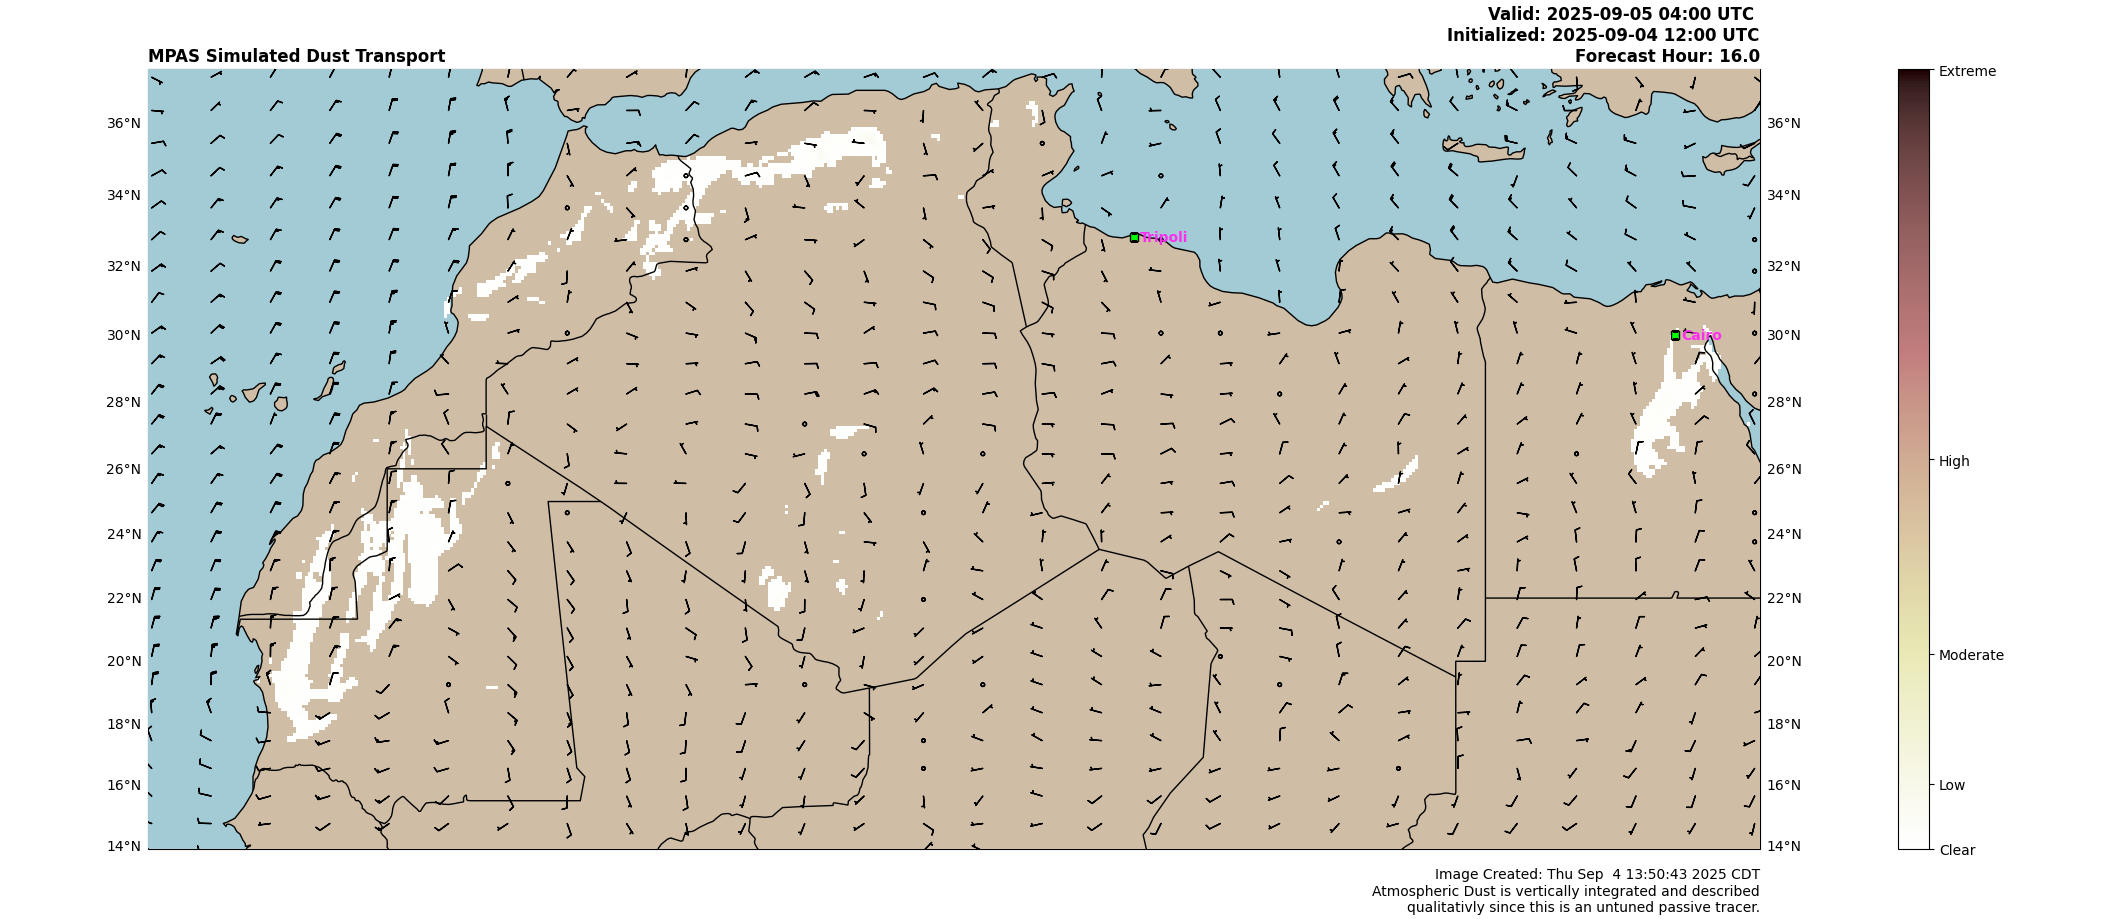 Valid: 2025-09-05 04:00 UTC
Initialized: 2025-09-04 12:00 UTC
MPAS Simulated Dust Transport
Forecast Hour: 16.0
36°N
34°N
32°N
30°N
28°N
26°N
24°N
22°N
20°N
18°N
16°N
14°N
Tripoli
Cairo
36°N
34°N
32°N
30°N
28°N
26°N
24°N
22°N
20°N
18°N
16°N
14°N
Extreme
High
Moderate
Low
Clear
Image Created: Thu Sep  4 13:50:43 2025 CDT
Atmospheric Dust is vertically integrated and described
qualitativly since this is an untuned passive tracer.